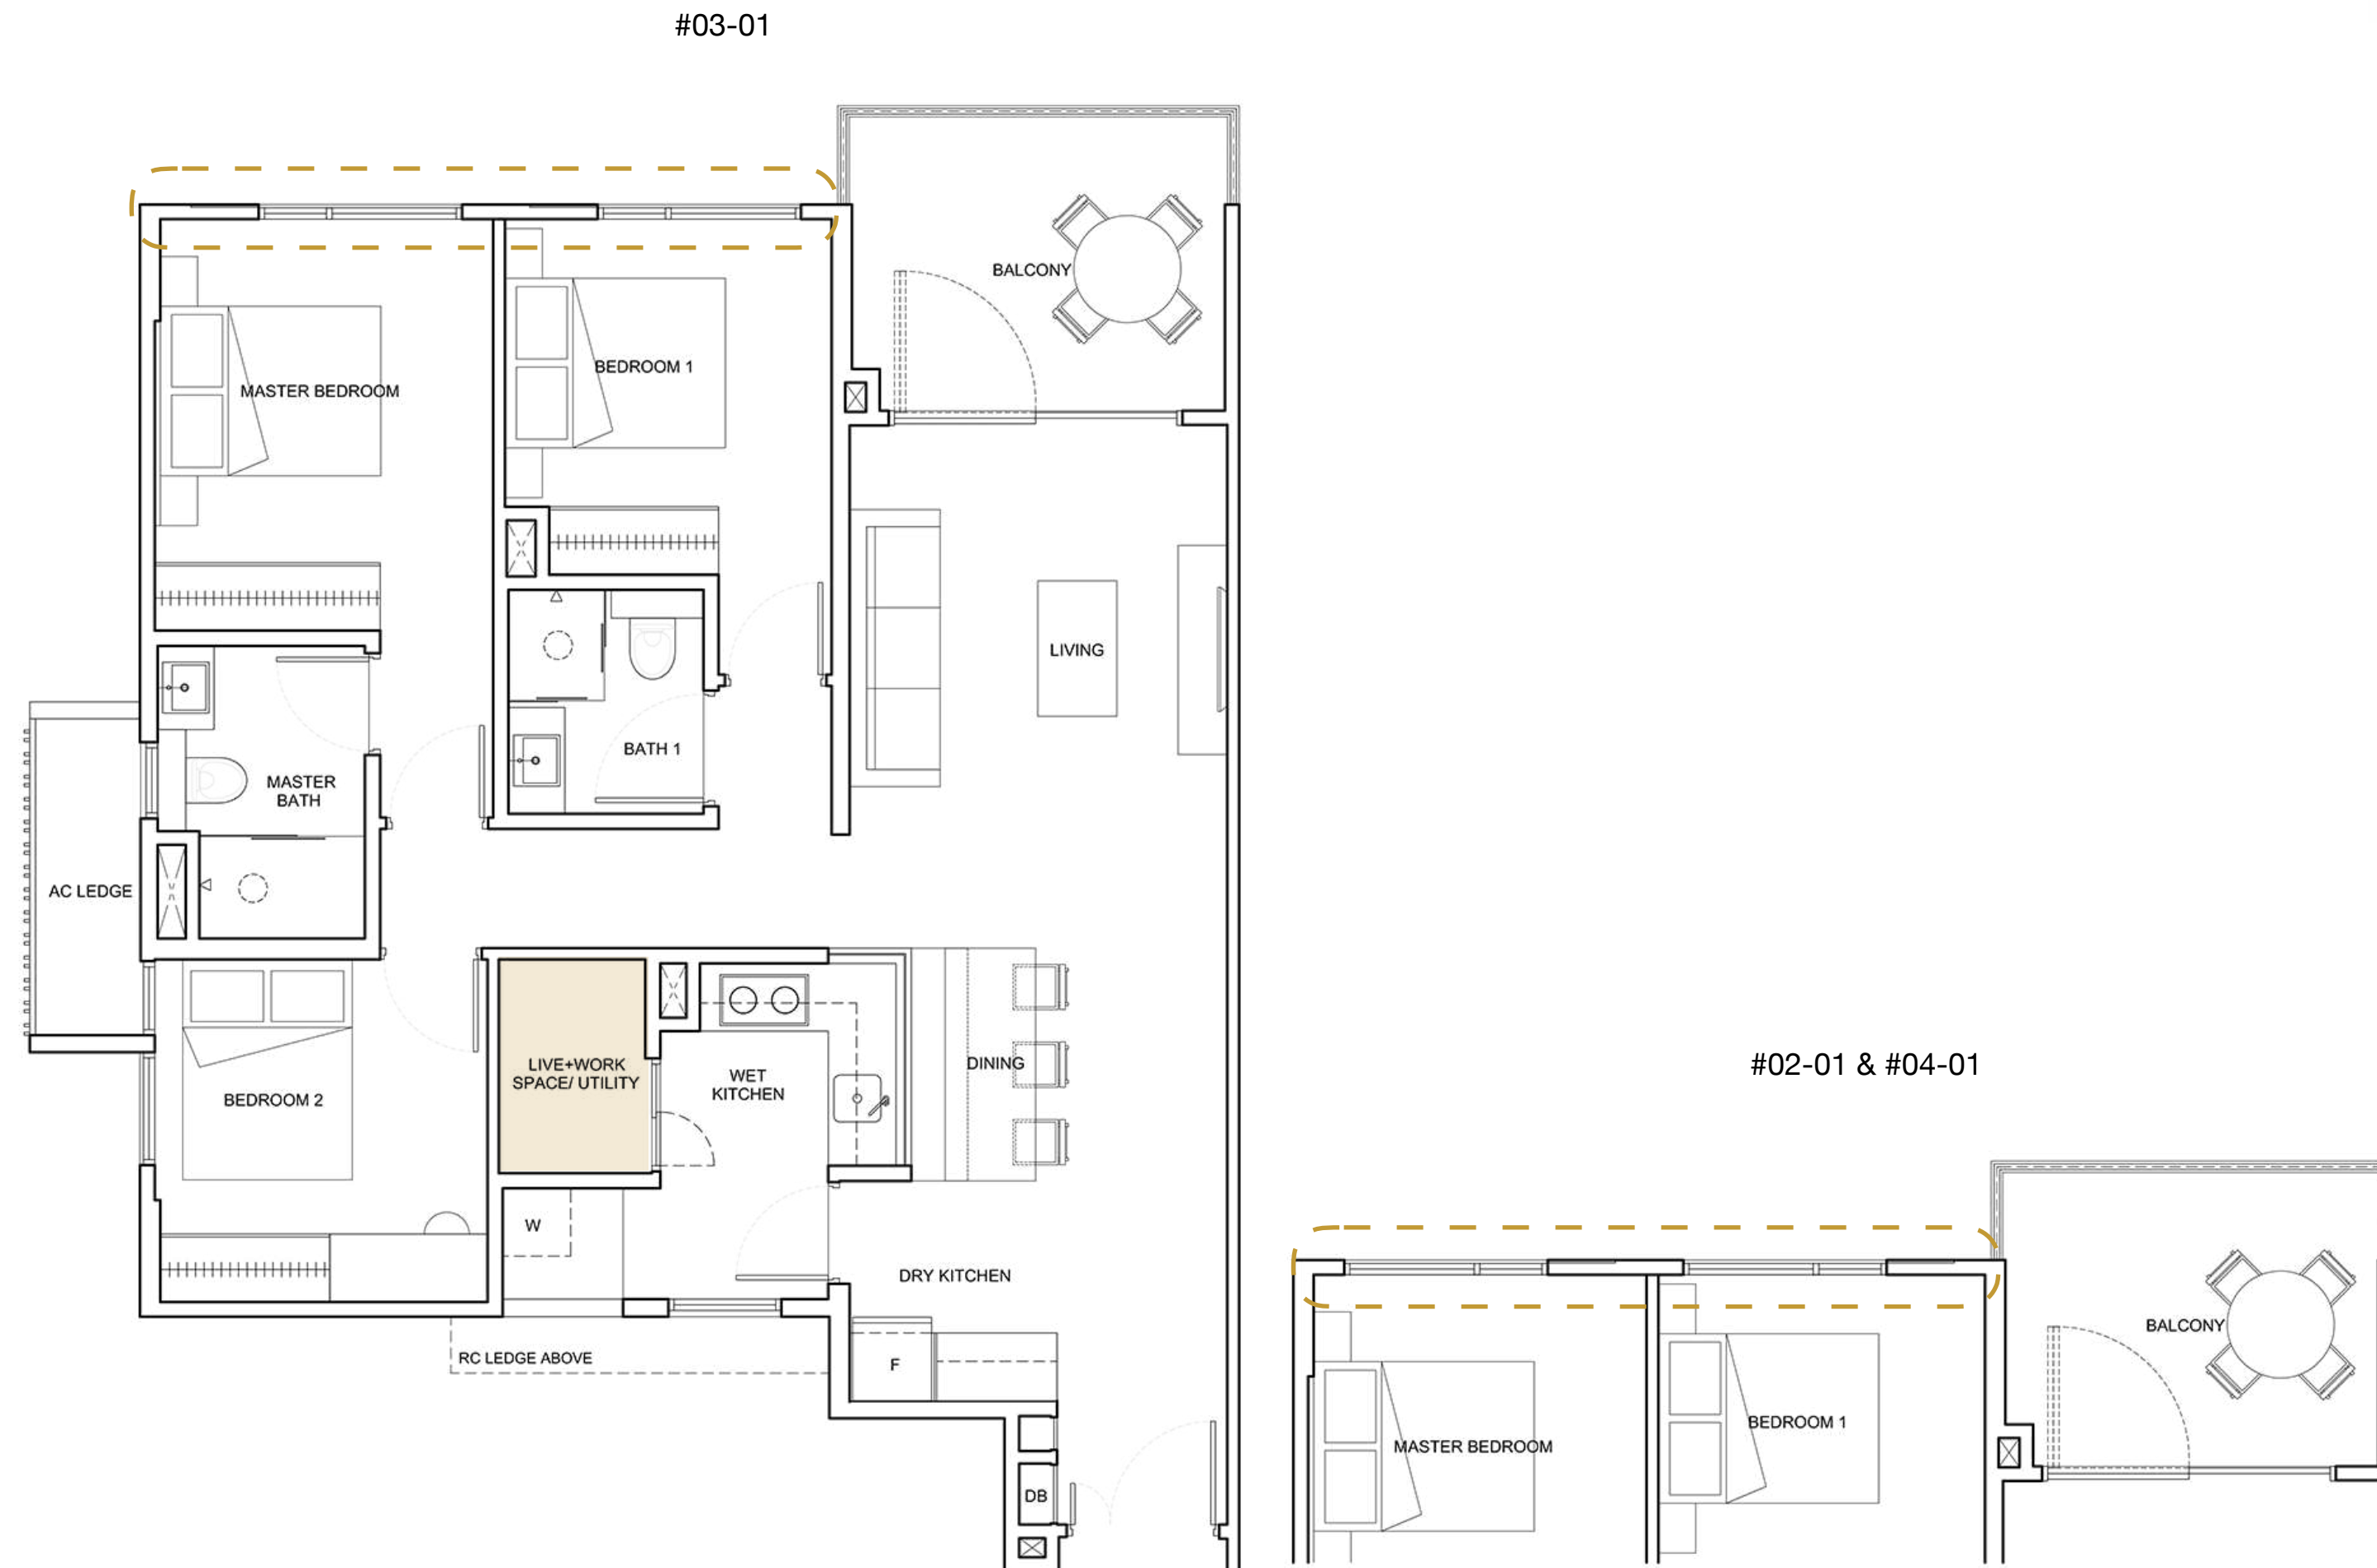 #03-01
BALCONY
BEDROOM 1
MASTER BEDROOM
LIVING
BATH 1
MASTER
BATH
AC LEDGE
LIVE+WORK
SPACE/ UTILITY
WET
KITCHEN
DINING
BEDROOM 2
W
DRY KITCHEN
RC LEDGE ABOVE
F
DB
#02-01 & #04-01
BALCONY
BEDROOM 1
MASTER BEDROOM